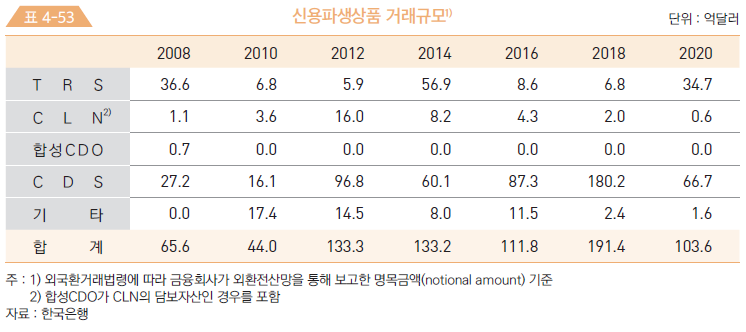 표 4-53 신용파생상품 거래규모1) 단위 : 억달러
2008 2010 2012 2014 2016 2018 2020
T R S 36.6 6.8 5.9 56.9 8.6 6.8 34.7
C L N2) 1.1 3.6 16.0 8.2 4.3 2.0 0.6
합성CDO 0.7 0.0 0.0 0.0 0.0 0.0 0.0
C D S 27.2 16.1 96.8 60.1 87.3 180.2 66.7
기 타 0.0 17.4 14.5 8.0 11.5 2.4 1.6
합 계 65.6 44.0 133.3 133.2 111.8 191.4 103.6
주 : 1) 외국환거래법령에 따라 금융회사가 외환전산망을 통해 보고한 명목금액(notional amount) 기준
2) 합성CDO가 CLN의 담보자산인 경우를 포함
자료 : 한국은행